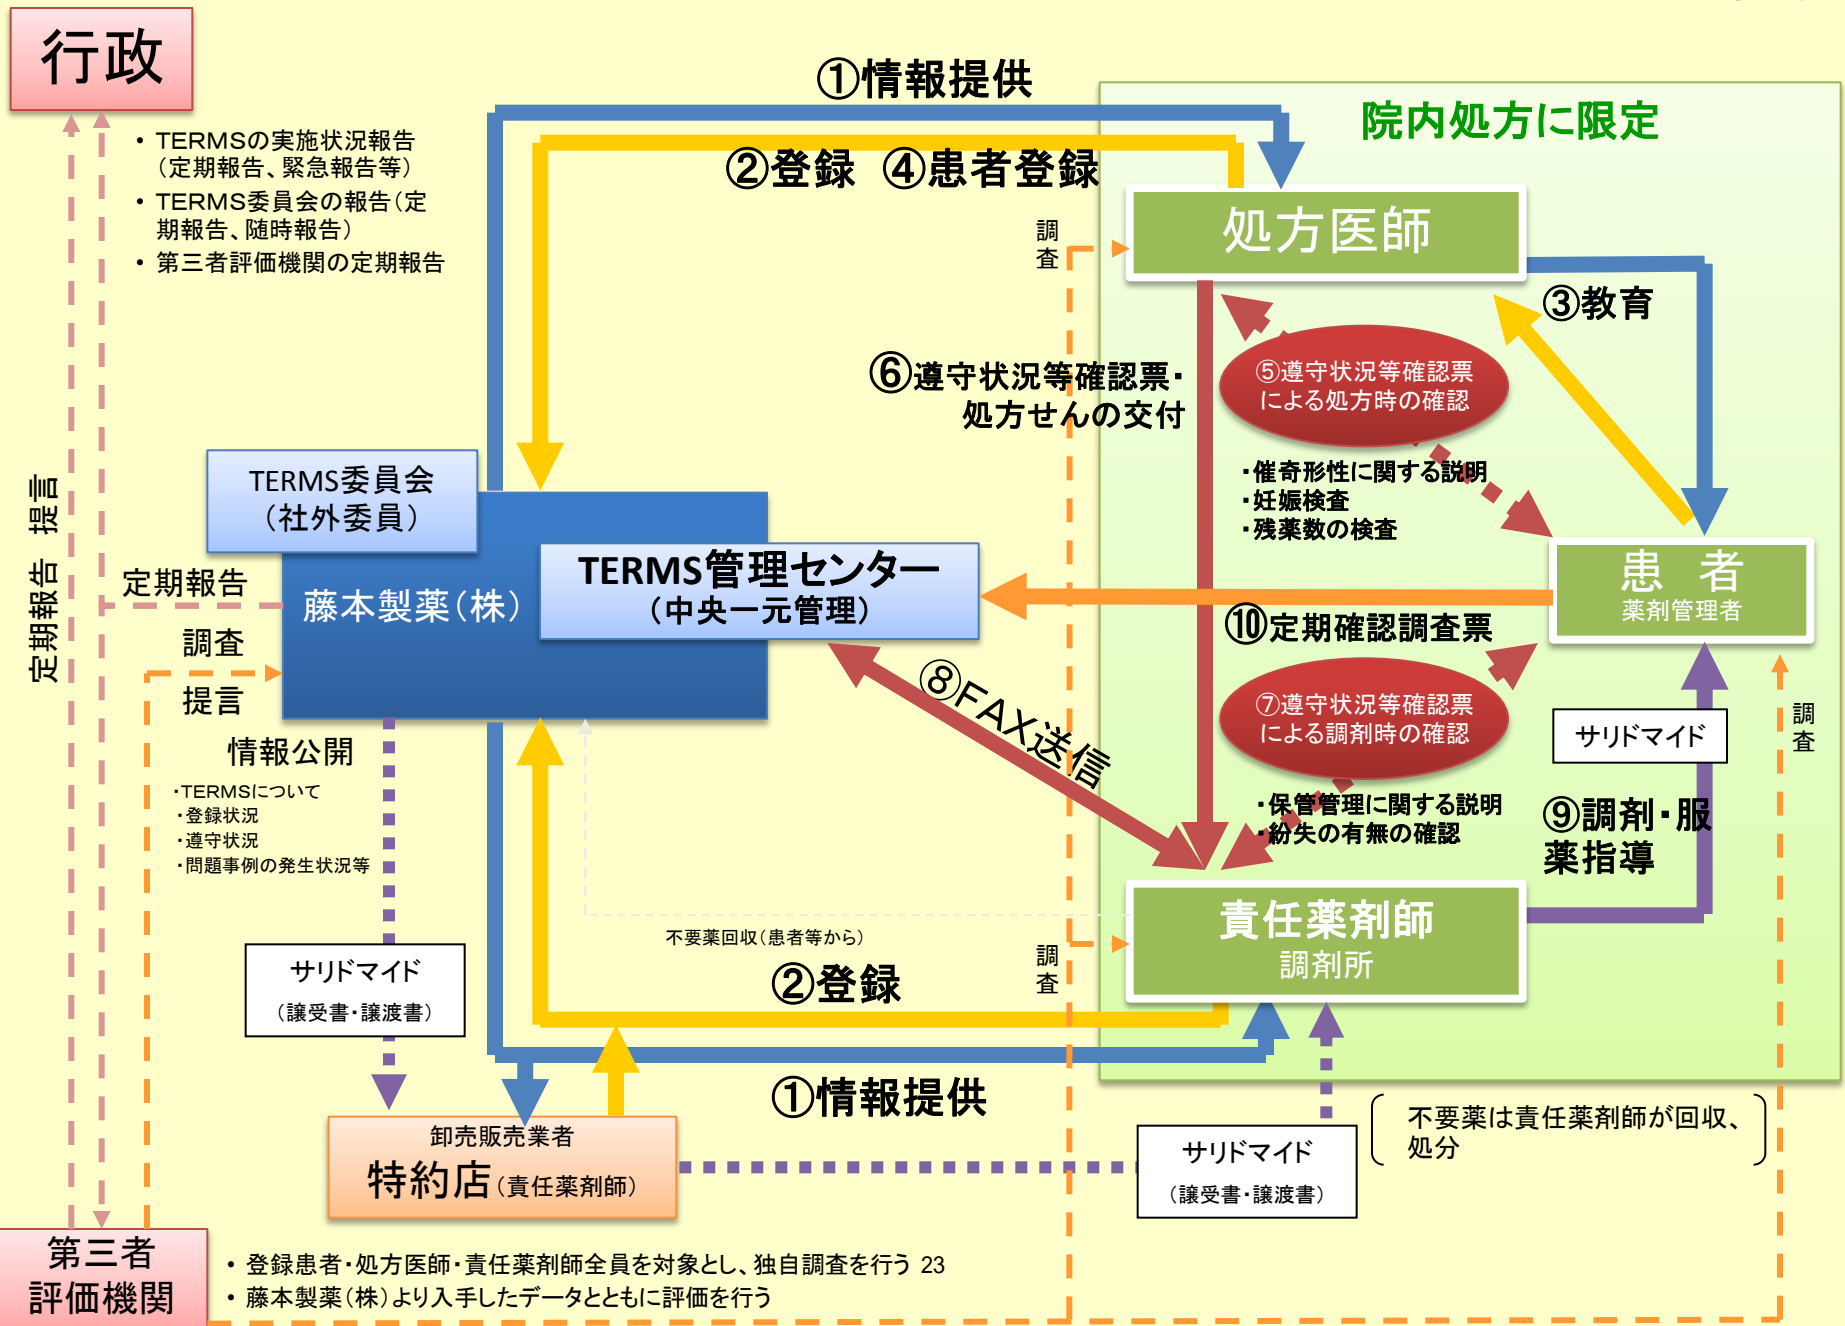 行政
・TERMSの実施状況報告
（定期報告、緊急報告等）
・TERMS委員会の報告（定
期報告、随時報告）
・第三者評価機関の定期報告
①情報提供
②登録 ④患者登録
院内処方に限定
処方医師
調
査
③教育
⑤遵守状況等確認票
による処方時の確認
⑥遵守状況等確認票・
処方せんの交付
・催奇形性に関する説明
・妊娠検査
・残薬数の検査
TERMS委員会
（社外委員）
藤本製薬（株）
TERMS管理センター
（中央一元管理）
患 者
薬剤管理者
⑩定期確認調査票
定期報告 提言
定期報告
調査
提言
情報公開
・TERMSについて
・登録状況
・遵守状況
・問題事例の発生状況等
⑧FAX送信
⑦遵守状況等確認票
による調剤時の確認
・保管管理に関する説明
・紛失の有無の確認
サリドマイド
調
査
⑨調剤・服
薬指導
責任薬剤師
調剤所
不要薬回収（患者等から）
調
査
②登録
サリドマイド
（譲受書・譲渡書）
①情報提供
卸売販売業者
特約店（責任薬剤師）
サリドマイド
（譲受書・譲渡書）
不要薬は責任薬剤師が回収、
処分
第三者
評価機関
・登録患者・処方医師・責任薬剤師全員を対象とし、独自調査を行う 23
・藤本製薬（株）より入手したデータとともに評価を行う